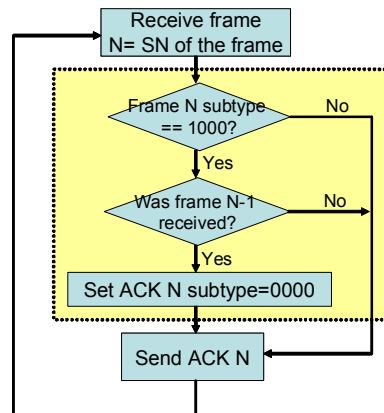 Receive frame
N= SN of the frame
Frame N subtype
== 1000?
No
Yes
Was frame N-1
received?
No
Yes
Set ACK N subtype=0000
Send ACK N